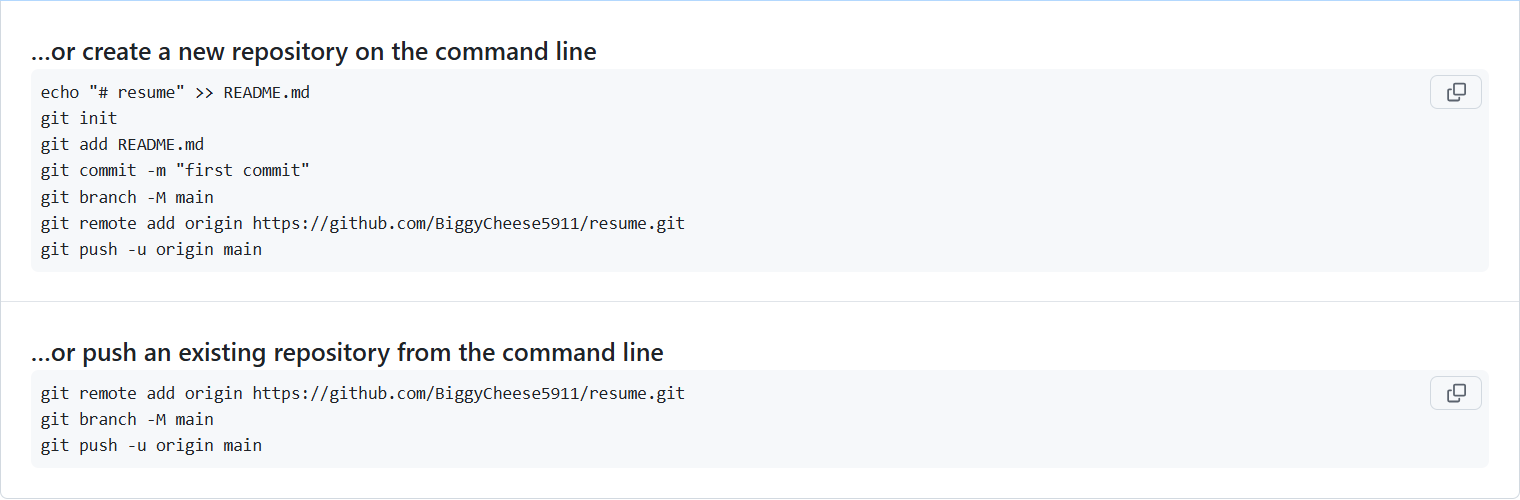 …or create a new repository on the command line
echo "# resume" >> README.md
git init
git add README.md
git commit -m "first commit"
git branch -M main
git remote add origin https://github.com/BiggyCheese5911/resume.git
git push -u origin main
…or push an existing repository from the command line
git remote add origin https://github.com/BiggyCheese5911/resume.git
git branch -M main
git push -u origin main